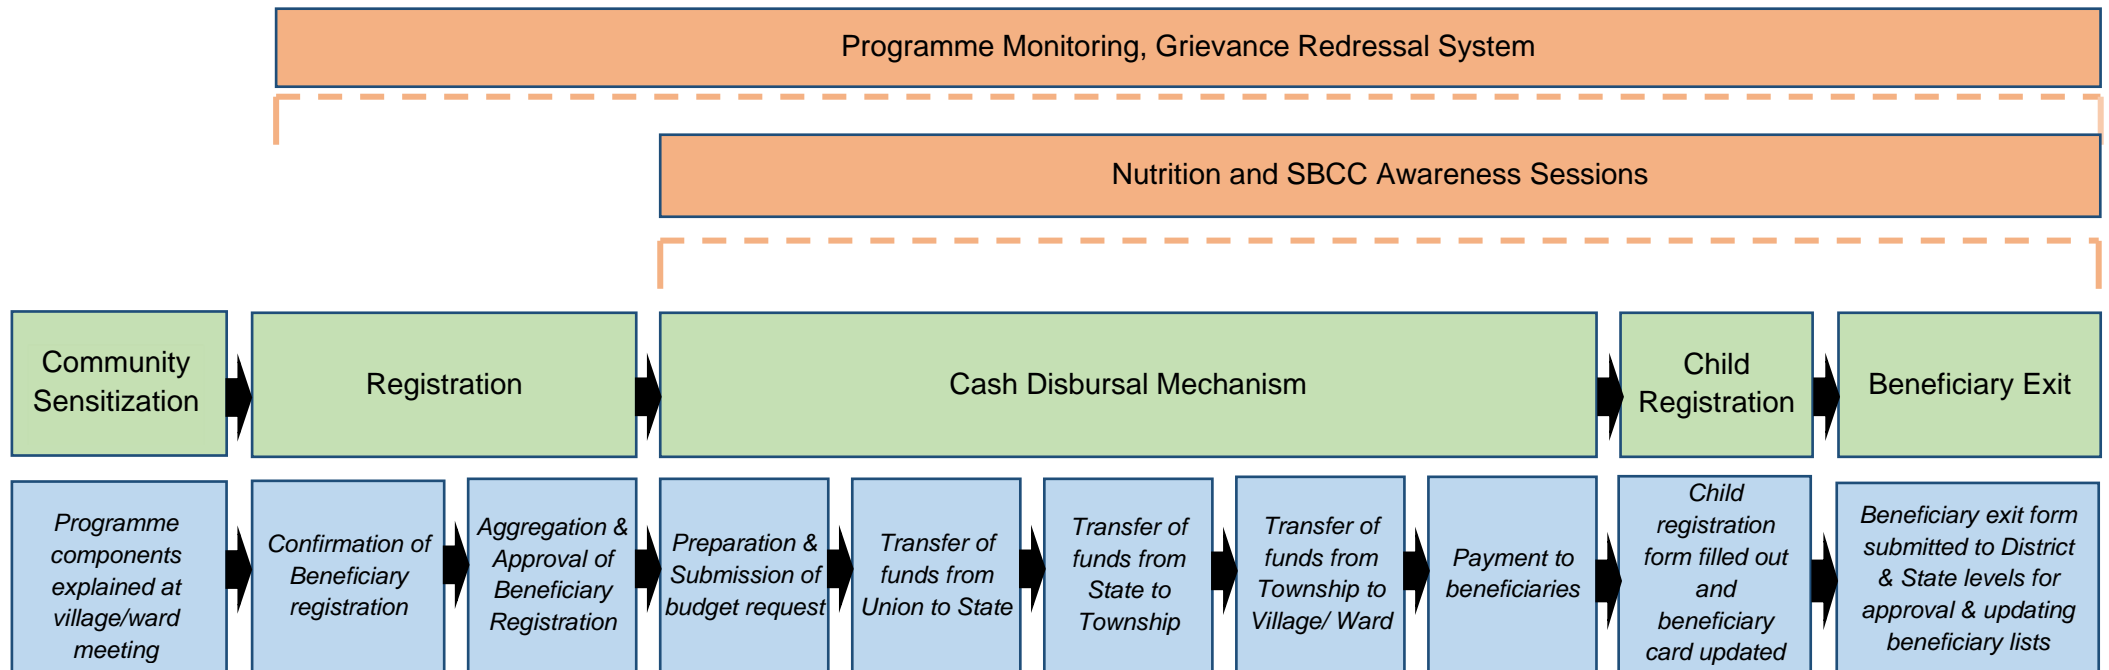 Programme Monitoring, Grievance Redressal System
Nutrition and SBCC Awareness Sessions
Community
Sensitization
Registration
Cash Disbursal Mechanism
Child
Registration
Beneficiary Exit
Programme
components
explained at
village/ward
meeting
Confirmation of
Beneficiary
registration
Aggregation &
Approval of
Beneficiary
Registration
Preparation &
Submission of
budget request
Transfer of
funds from
Union to State
Transfer of
funds from
State to
Township
Transfer of
funds from
Township to
Village/ Ward
Payment to
beneficiaries
Child
registration
form filled out
and
beneficiary
card updated
Beneficiary exit form
submitted to District
& State levels for
approval & updating
beneficiary lists